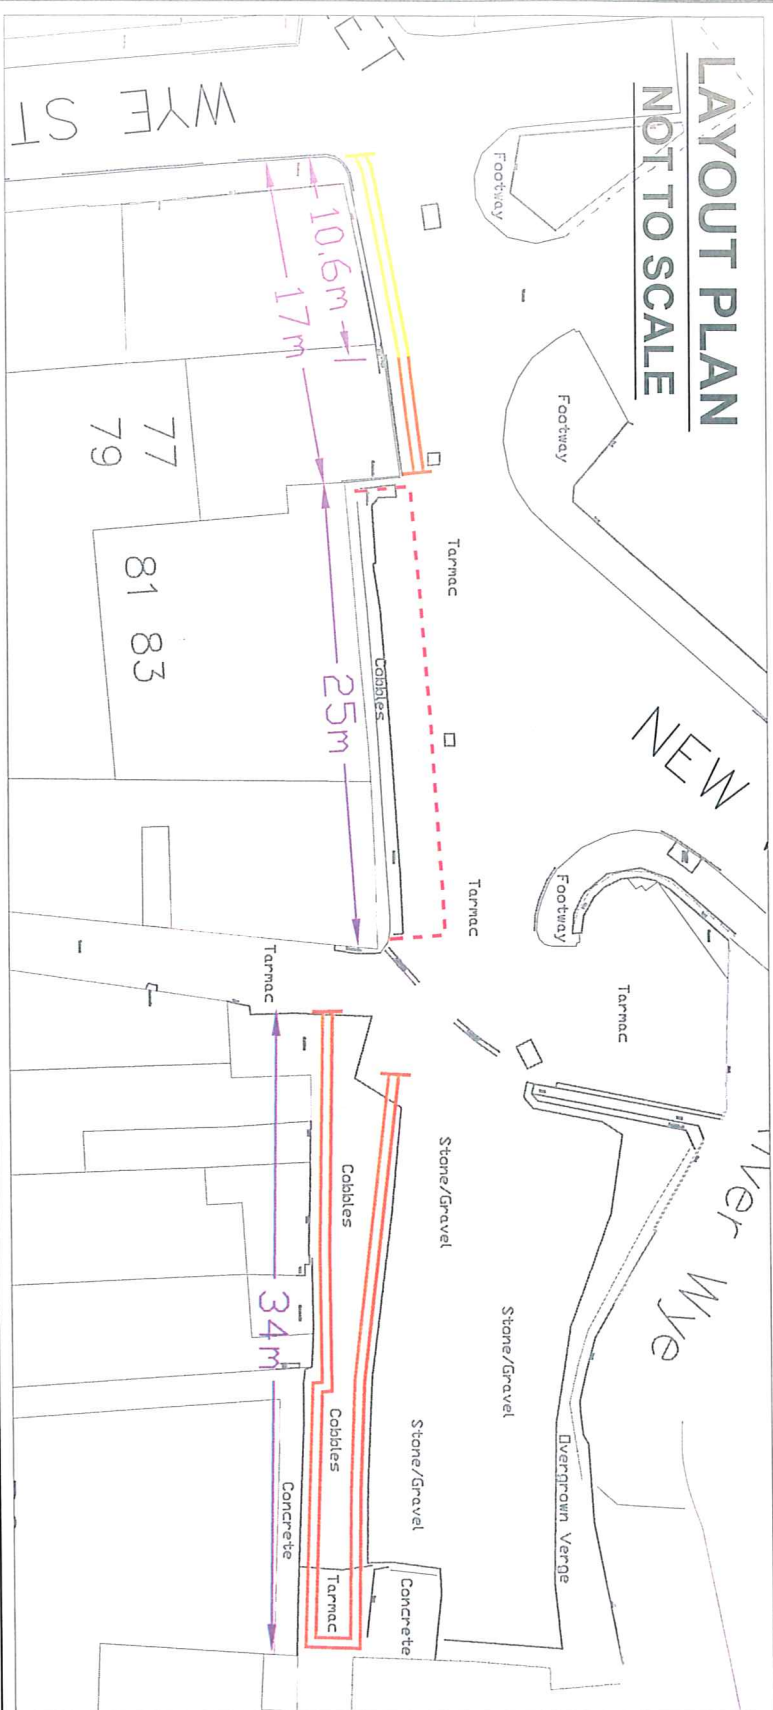 LAYOUT PLAN
NOT TO SCALE
WYE ST
ET
Footway
10.6m
17m
Footway
77
79
81 83
Tarmac
Cobbles
25m
NEW
Tarmac
Footway
Tarmac
Tarmac
Wye
Cobbles
Stone/Gravel
Stone/Gravel
34m
Cobbles
Stone/Gravel
Overgrown Verge
Concrete
Tarmac
Concrete